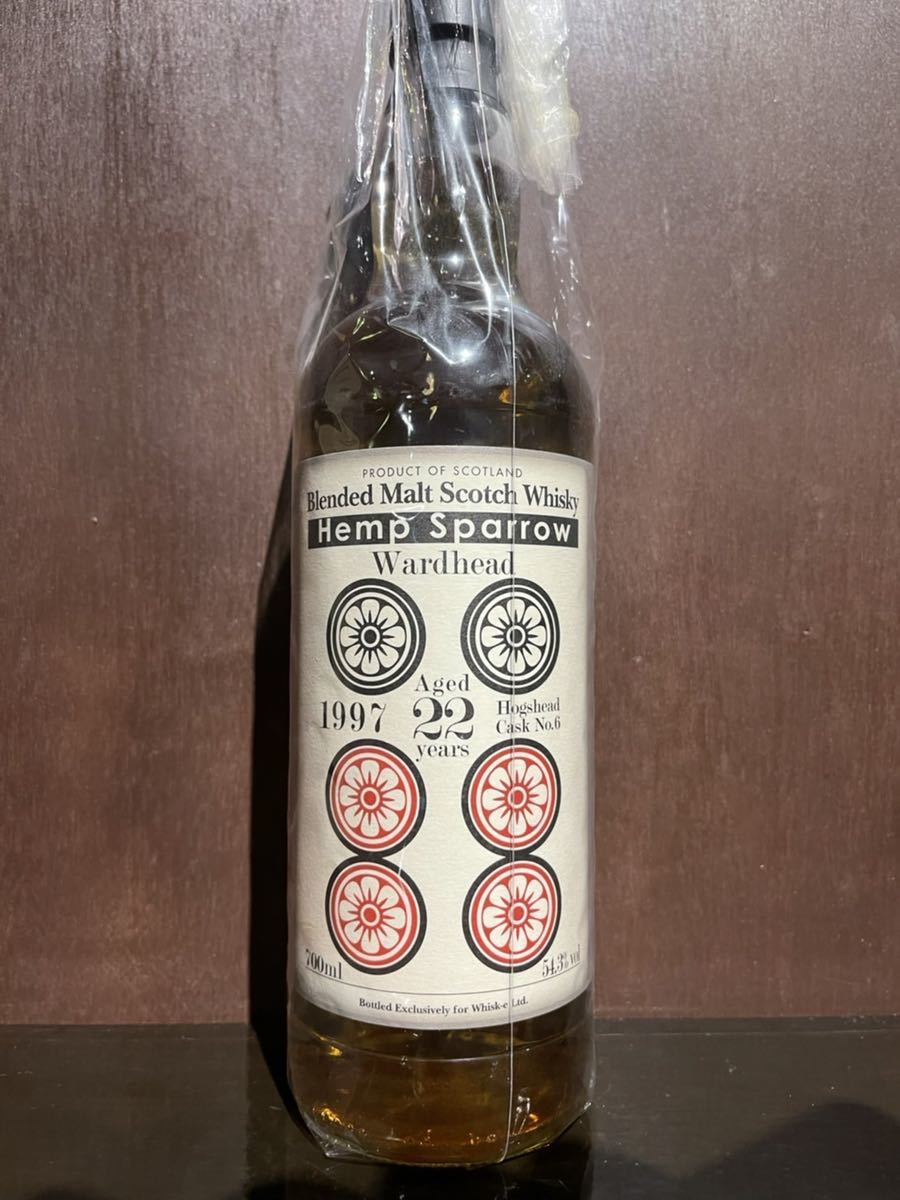 PRODUCT OF SCOTLAND
Blended Malt Scotch Whisky
Hemp Sparrow
Wardhead
1997
Aged
22
years
Hogshead
Cask No.6
700ml
54.3% vol
Bottled Exclusively for Whisk-e Ltd.